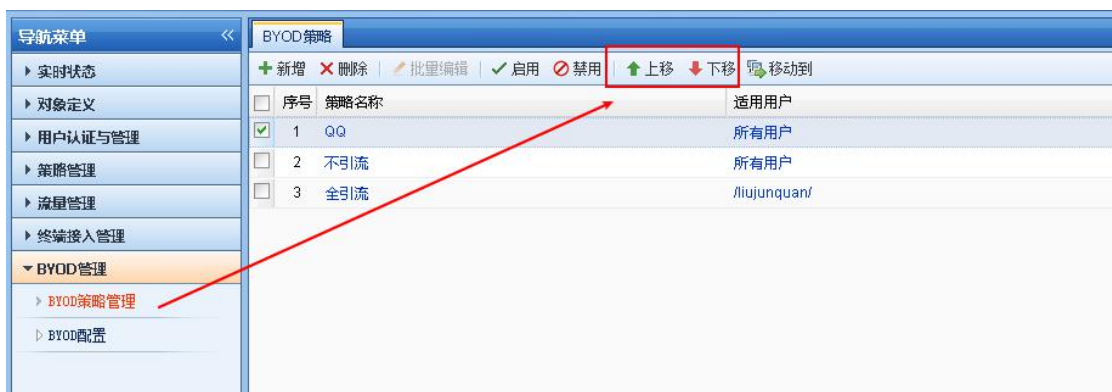 导航菜单
实时状态
对象定义
用户认证与管理
策略管理
流量管理
终端接入管理
BYOD管理
BYOD策略管理
BYOD配置
BYOD策略
新增 删除 批里编辑 启用 禁用 上移 下移 移动到
序号 策略名称 适用用户
1 QQ 所有用户
2 不引流 所有用户
3 全引流 /liujunquan/